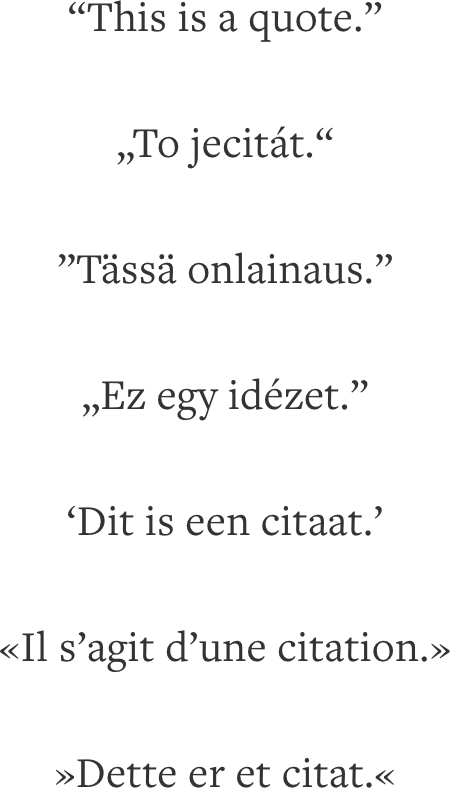 “This is a quote.”
„To jecitát.“
”Tässä onlainaus.”
„Ez egy idézet.”
‘Dit is een citaat.’
«Il s’agit d’une citation.»
»Dette er et citat.«